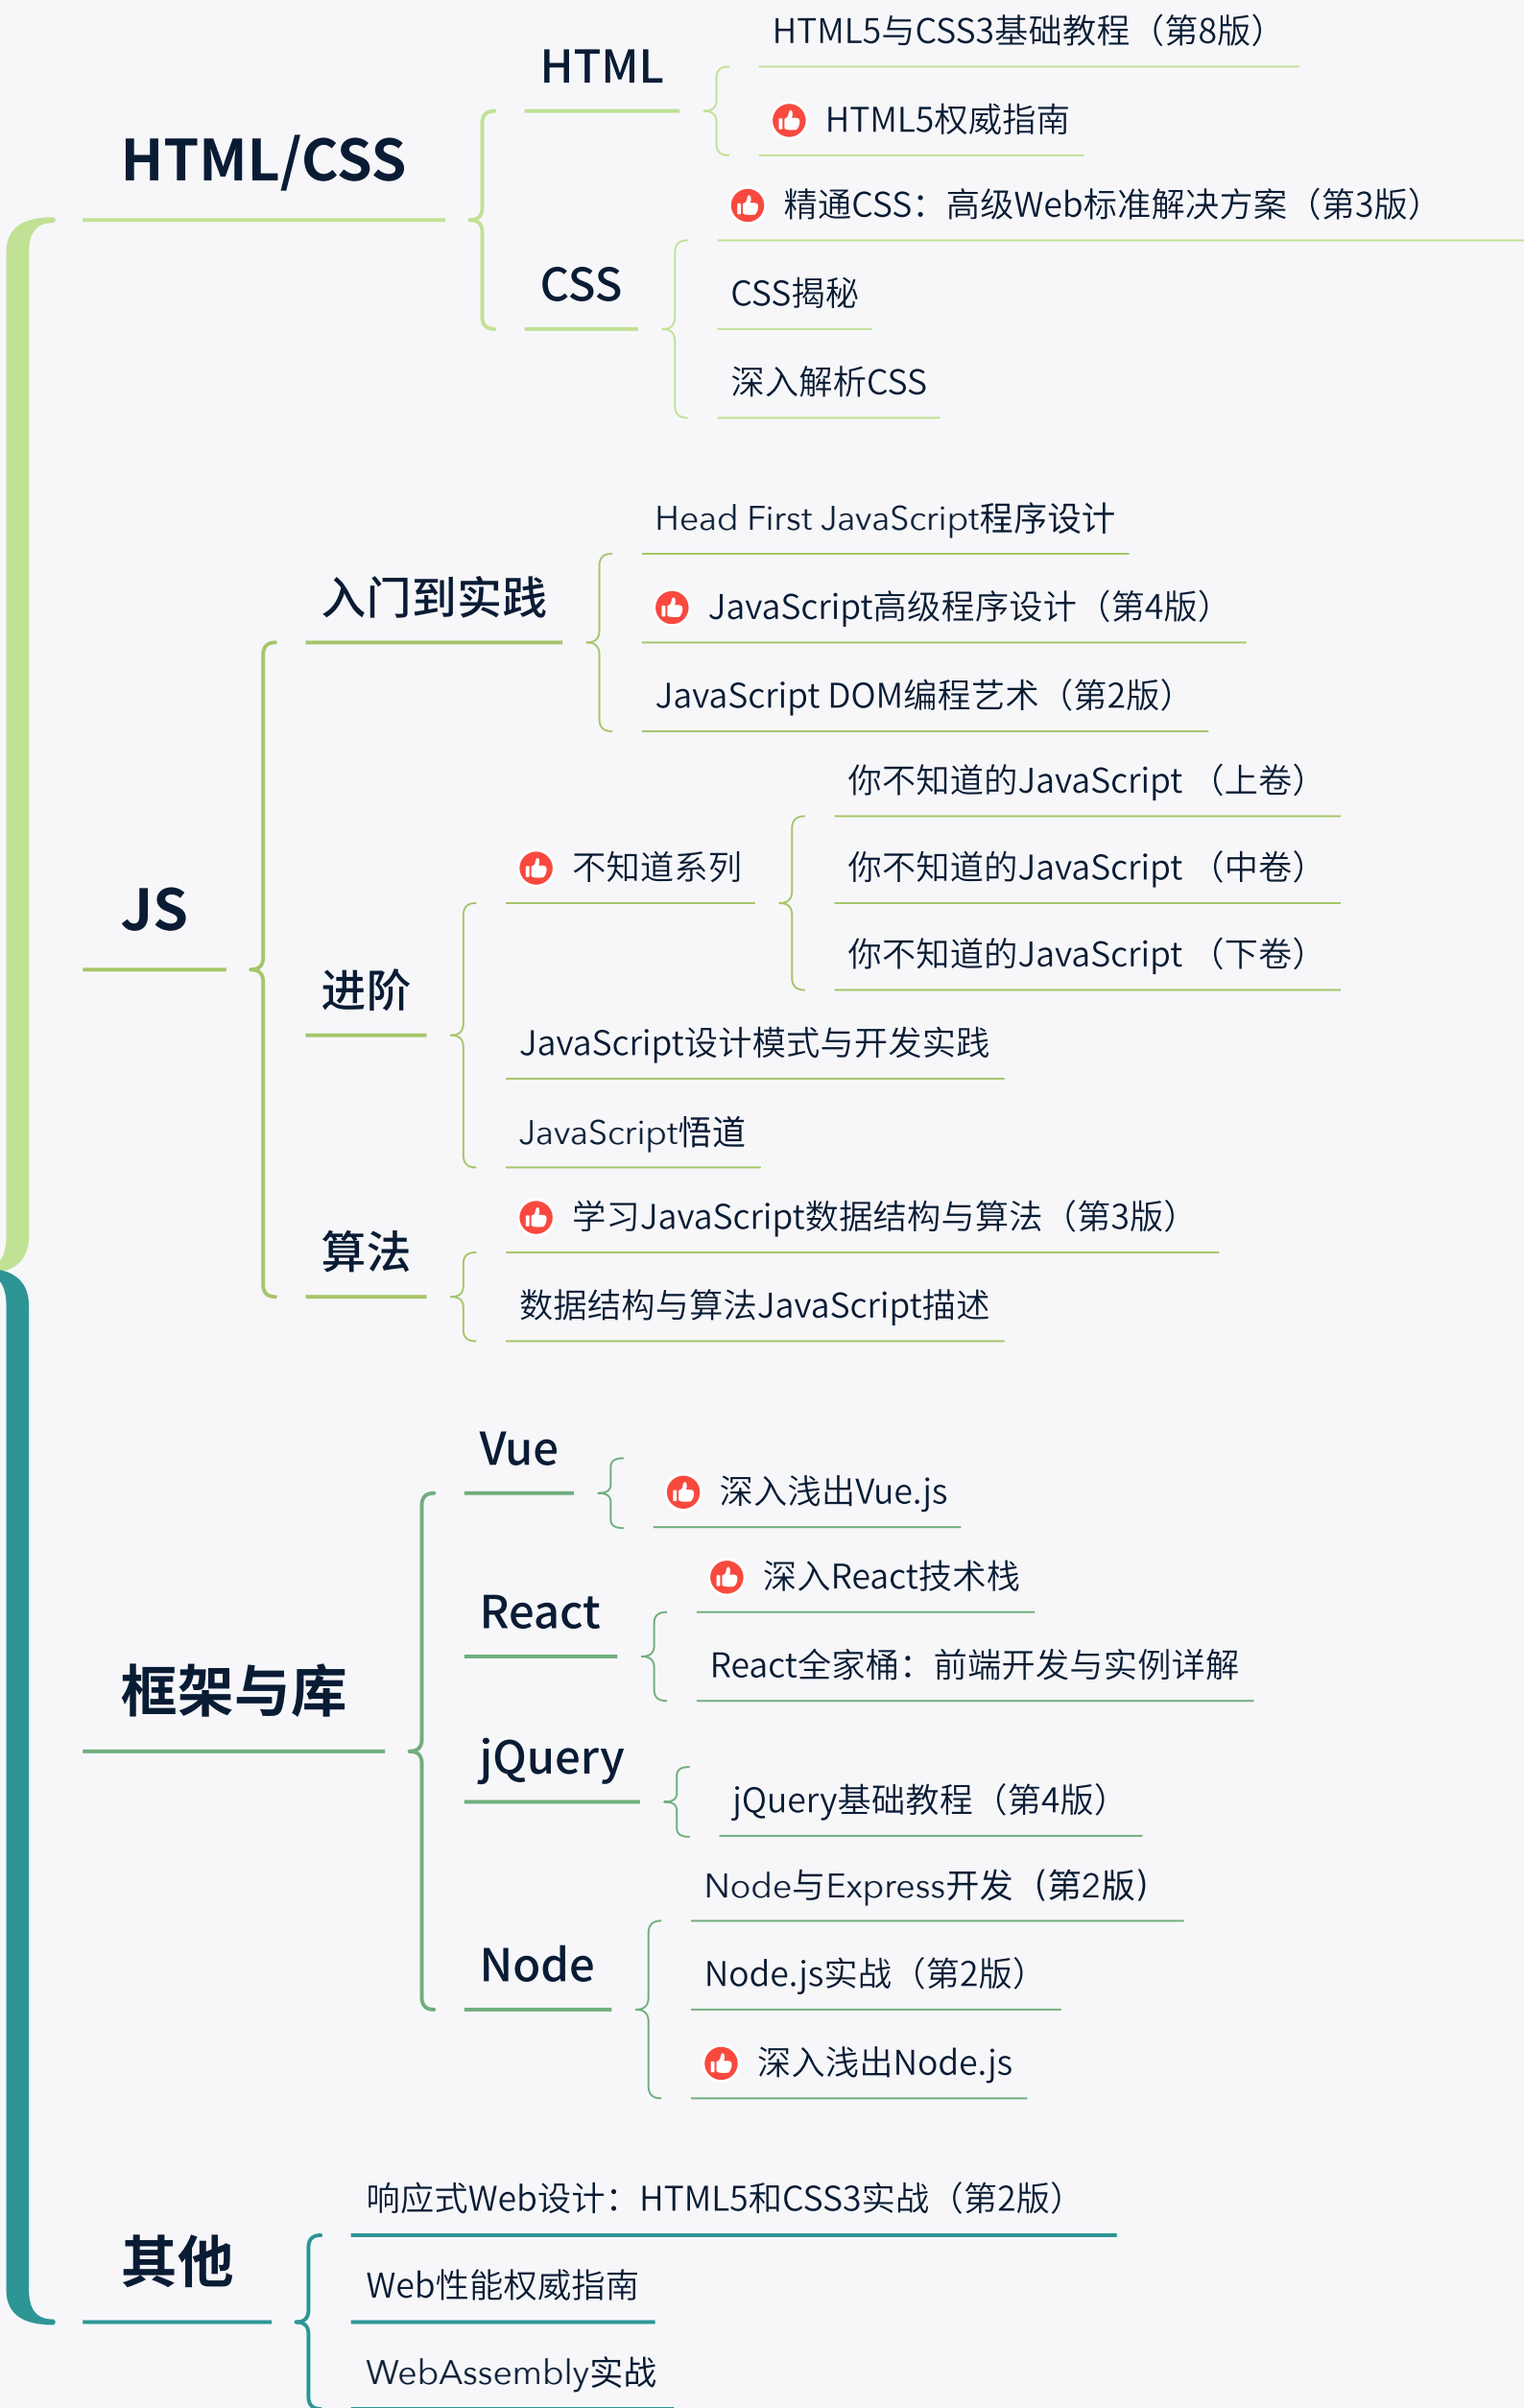 HTML/CSS
HTML
HTML5与CSS3基础教程（第8版）
HTML5权威指南
CSS
精通CSS：高级Web标准解决方案（第3版）
CSS揭秘
深入解析CSS
JS
入门到实践
Head First JavaScript程序设计
JavaScript高级程序设计（第4版）
JavaScript DOM编程艺术（第2版）
进阶
不知道系列
你不知道的JavaScript （上卷）
你不知道的JavaScript （中卷）
你不知道的JavaScript （下卷）
JavaScript设计模式与开发实践
JavaScript悟道
算法
学习JavaScript数据结构与算法（第3版）
数据结构与算法JavaScript描述
框架与库
Vue
深入浅出Vue.js
React
深入React技术栈
React全家桶：前端开发与实例详解
jQuery
jQuery基础教程（第4版）
Node
Node与Express开发（第2版）
Node.js实战（第2版）
深入浅出Node.js
其他
响应式Web设计：HTML5和CSS3实战（第2版）
Web性能权威指南
WebAssembly实战